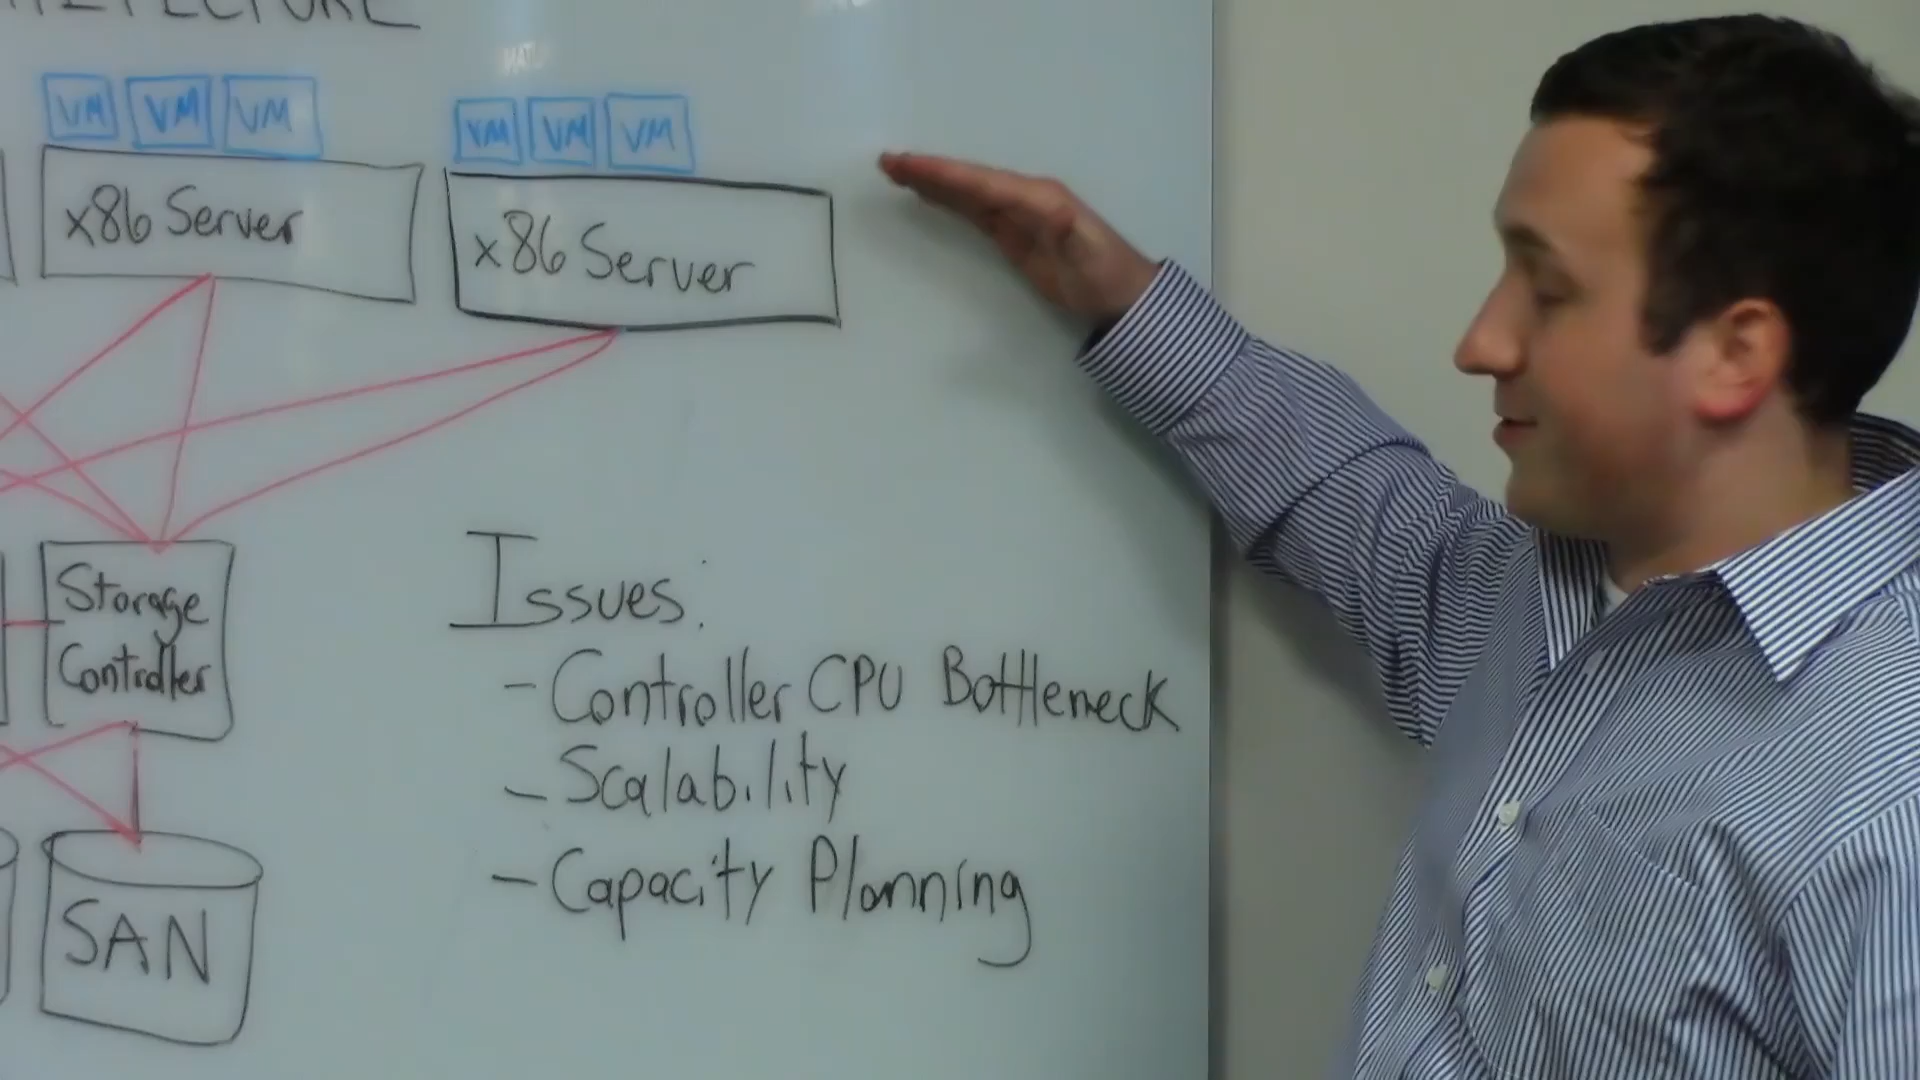 VM VM VM
VM VM VM
x86 Server
x86 Server
Storage
Controller
SAN
Issues:
- Controller CPU Bottleneck
- Scalability
- Capacity Planning